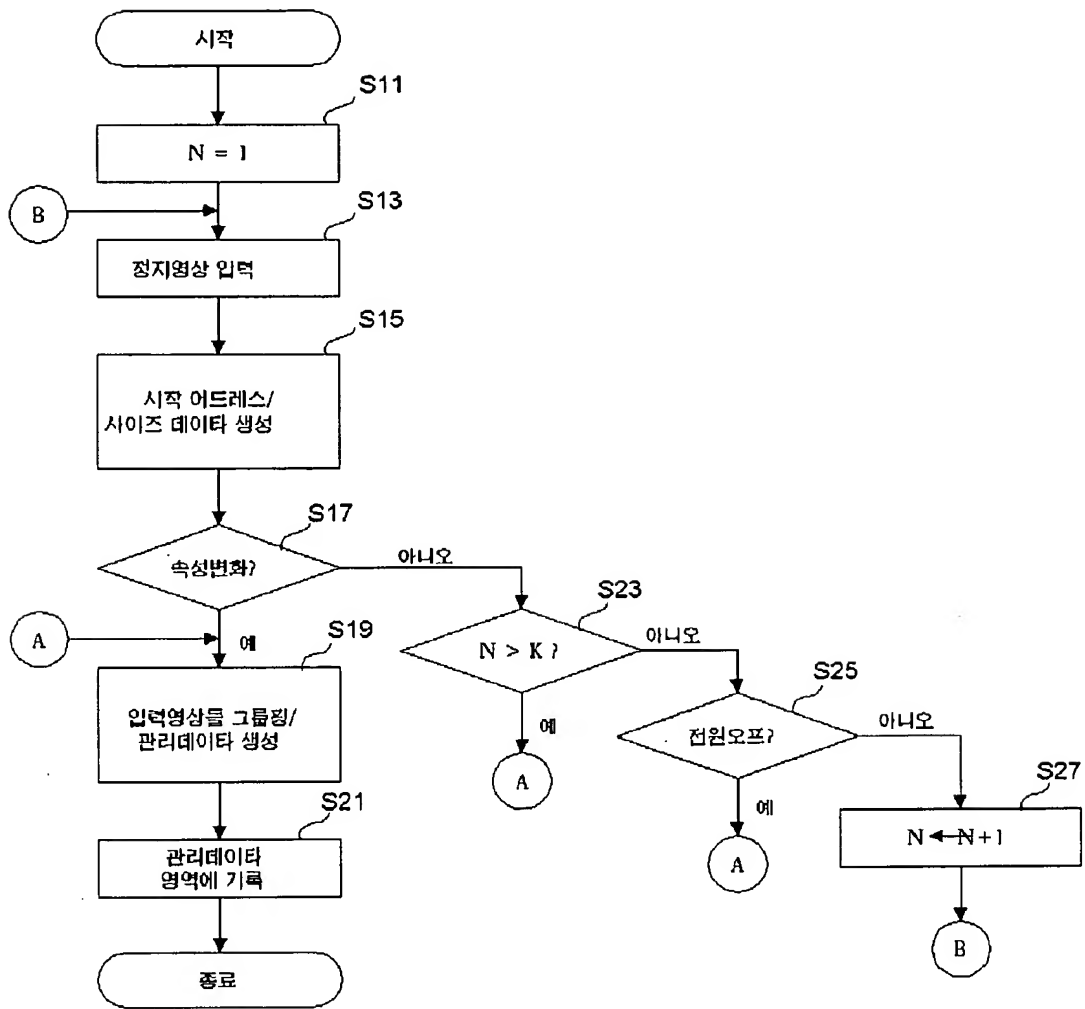 시작
S11
N = 1
B
S13
정지영상 입력
S15
시작 어드레스/
사이즈 데이타 생성
S17
속성변화?
아니오
예
A
S23
N > K ?
아니오
예
A
S25
전원오프?
아니오
예
A
S27
N ← N+1
B
S19
입력영상들 그룹핑/
관리데이타 생성
S21
관리데이타
영역에 기록
종료